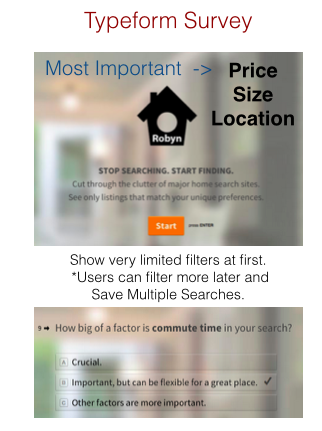 Typeform Survey
Most Important -> Price
Size
Location
Robyn
STOP SEARCHING. START FINDING.
Cut through the clutter of major home search sites.
See only listings that match your unique preferences.
Start press ENTER
Show very limited filters at first.
*Users can filter more later and
Save Multiple Searches.
9 → How big of a factor is commute time in your search?
A Crucial.
B Important, but can be flexible for a great place. ✓
C Other factors are more important.